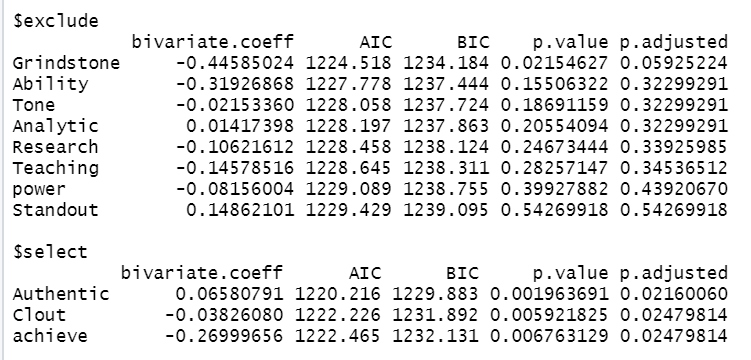 $exclude
bivariate.coeff AIC BIC p.value p.adjusted
Grindstone -0.44585024 1224.518 1234.184 0.02154627 0.05925224
Ability -0.31926868 1227.778 1237.444 0.15506322 0.32299291
Tone -0.02153360 1228.058 1237.724 0.18691159 0.32299291
Analytic 0.01417398 1228.197 1237.863 0.20554094 0.32299291
Research -0.10621612 1228.458 1238.124 0.24673444 0.33925985
Teaching -0.14578516 1228.645 1238.311 0.28257147 0.34536512
power -0.08156004 1229.089 1238.755 0.39927882 0.43920670
Standout 0.14862101 1229.429 1239.095 0.54269918 0.54269918
$select
bivariate.coeff AIC BIC p.value p.adjusted
Authentic 0.06580791 1220.216 1229.883 0.001963691 0.02160060
Clout -0.03826080 1222.226 1231.892 0.005921825 0.02479814
achieve -0.26999656 1222.465 1232.131 0.006763129 0.02479814